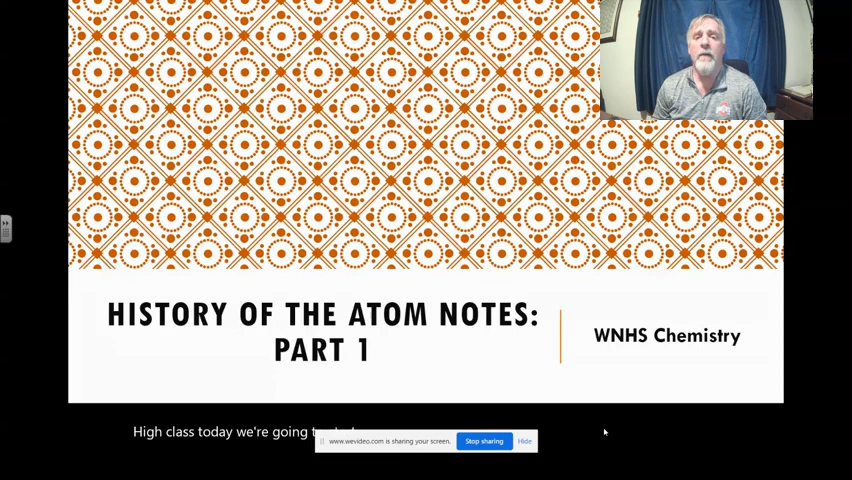 HISTORY OF THE ATOM NOTES:
PART 1
WNHS Chemistry
High class today we're going
www.wevideo.com is sharing your screen.
Stop sharing
Hide